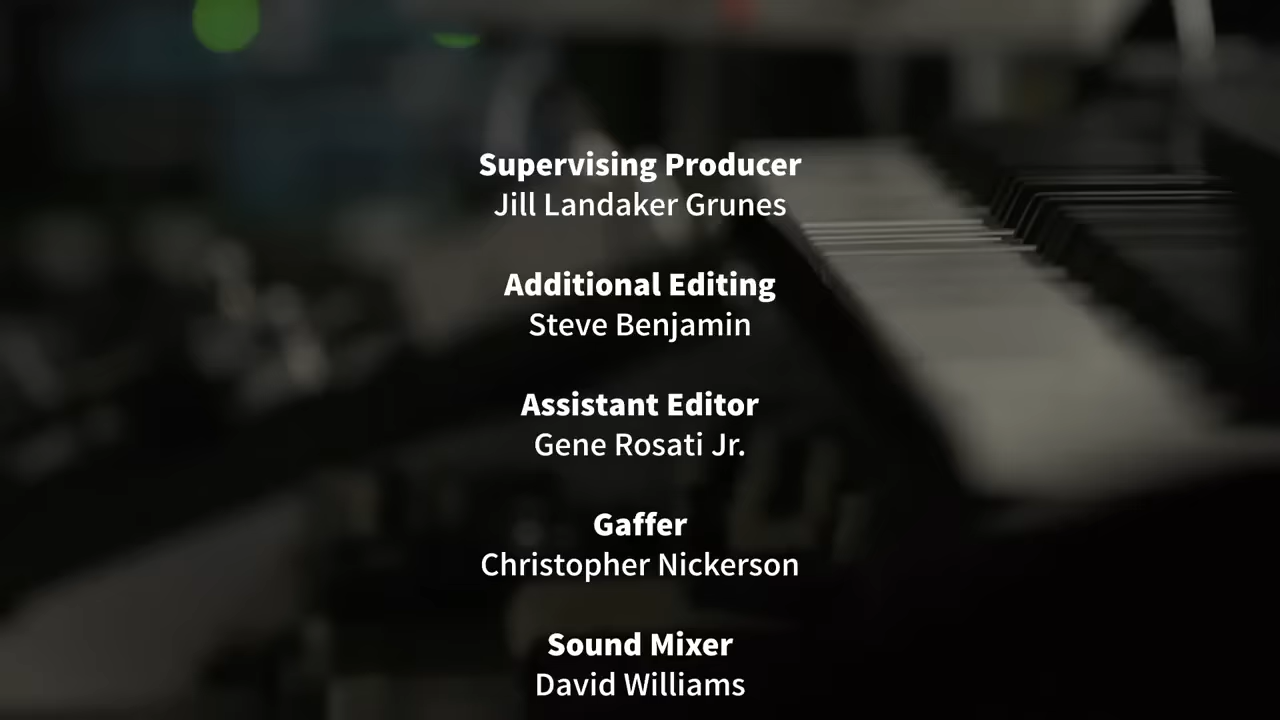 Supervising Producer
Jill Landaker Grunes
Additional Editing
Steve Benjamin
Assistant Editor
Gene Rosati Jr.
Gaffer
Christopher Nickerson
Sound Mixer
David Williams